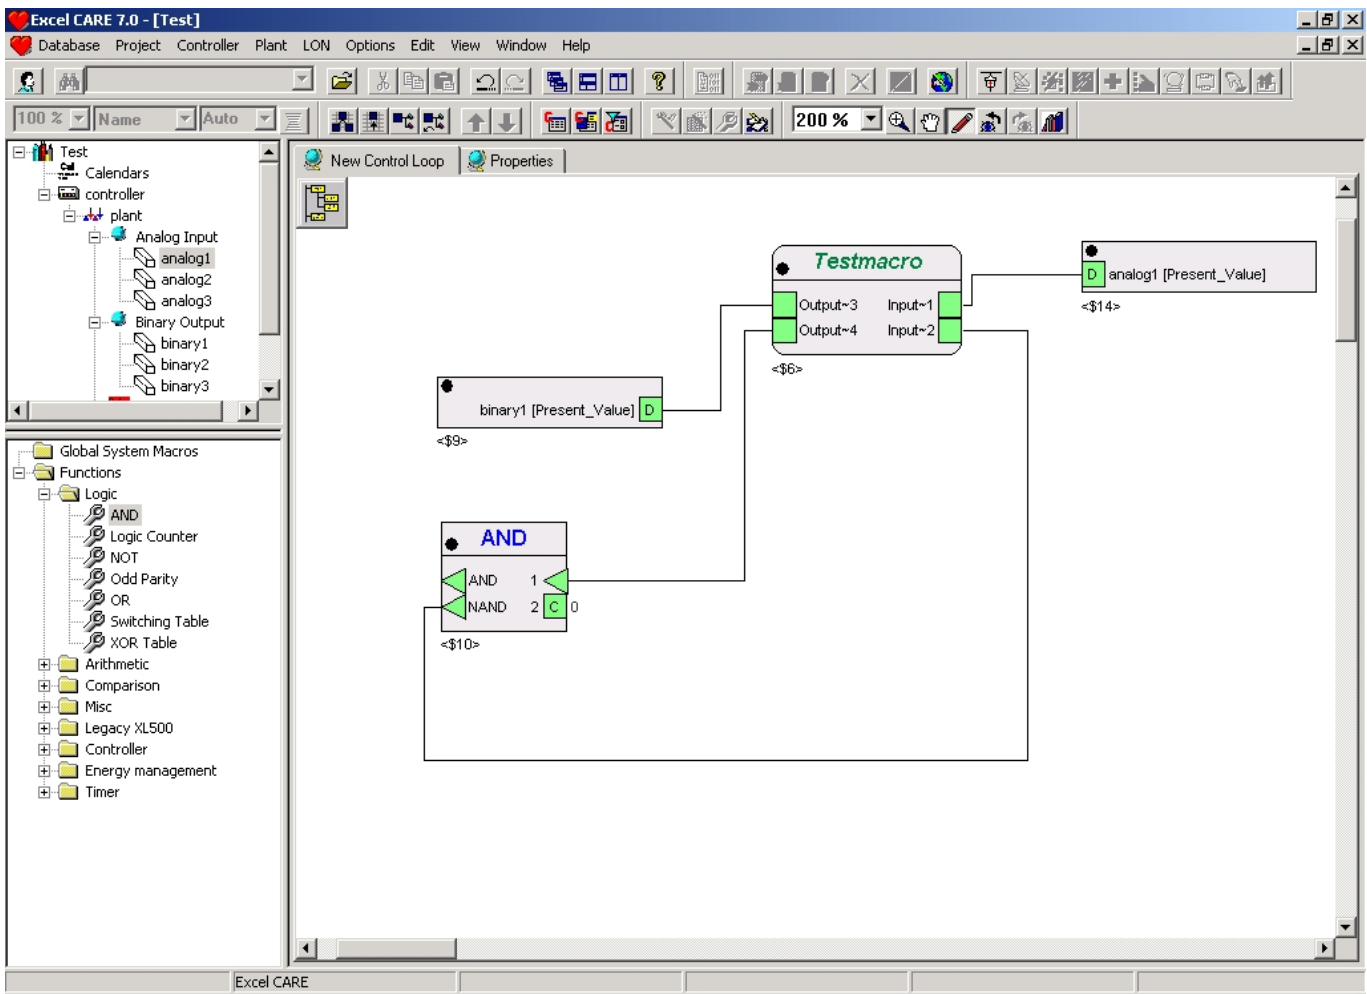 Excel CARE 7.0 - [Test]
Database Project Controller Plant LON Options Edit View Window Help
100 % Name Auto 200 %
Test
Calendars
controller
plant
Analog Input
analog1
analog2
analog3
Binary Output
binary1
binary2
binary3
Global System Macros
Functions
Logic
AND
Logic Counter
NOT
Odd Parity
OR
Switching Table
XOR Table
Arithmetic
Comparison
Misc
Legacy XL500
Controller
Energy management
Timer
New Control Loop Properties
Testmacro
Output~3 Input~1
Output~4 Input~2
<$6>
D analog1 [Present_Value]
<$14>
binary1 [Present_Value] D
<$9>
AND
AND 1
NAND 2 C 0
<$10>
Excel CARE